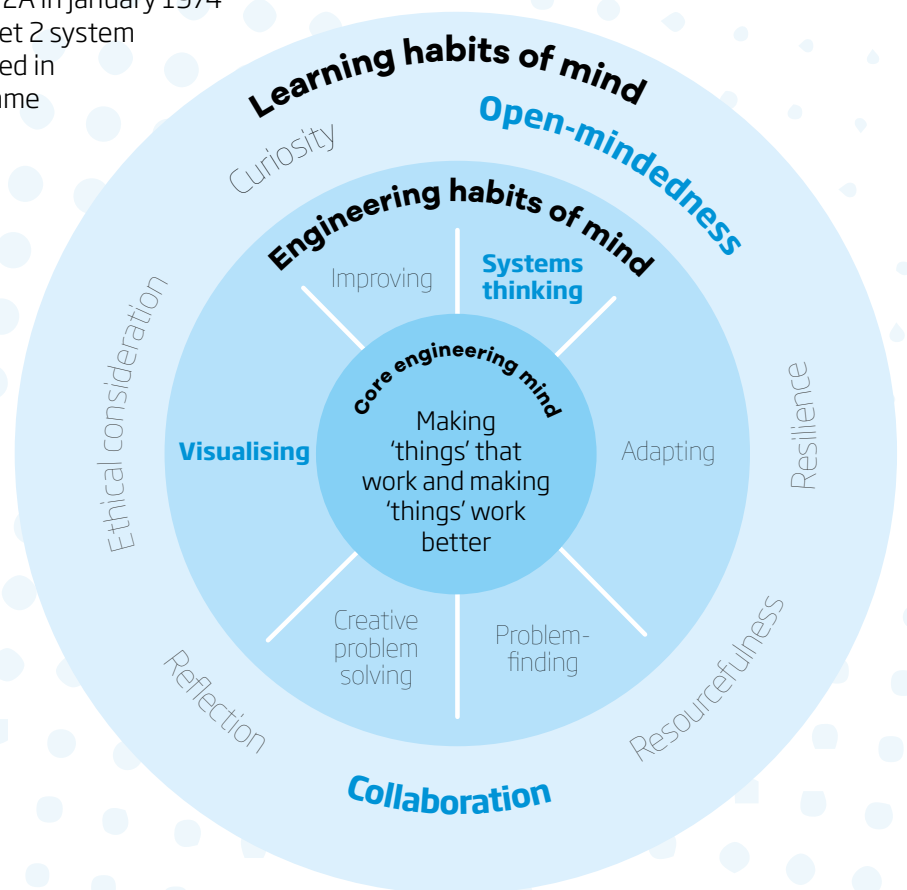 2A in january 1974
et 2 system
ed in
ame
Learning habits of mind
Curiosity
Open-mindedness
Engineering habits of mind
Improving
Systems
thinking
Ethical consideration
Core engineering mind
Making
'things' that
work and making
'things' work
better
Visualising
Adapting
Resilience
Creative
problem
solving
Problem-
finding
Reflection
Resourcefulness
Collaboration